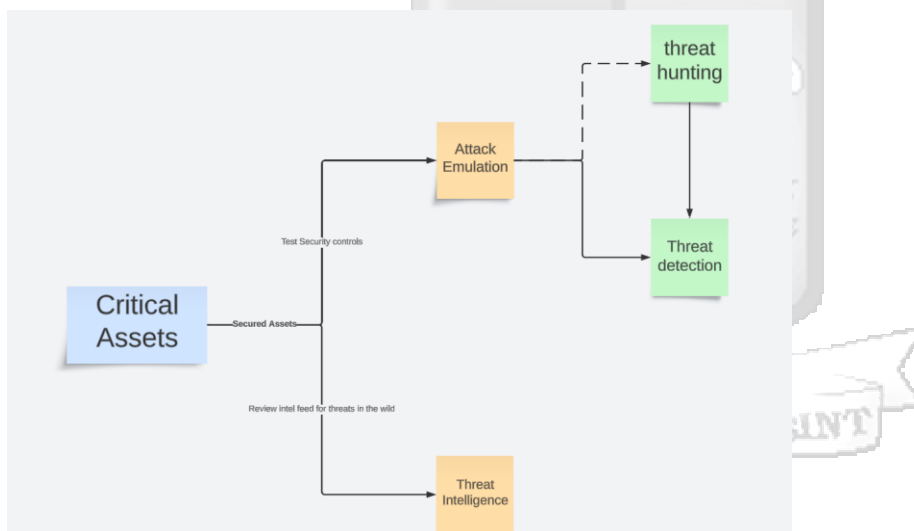 threat
hunting
Attack
Emulation
Test Security controls
Threat
detection
Critical
Assets
Secured Assets
Review intel feed for threats in the wild
Threat
Intelligence